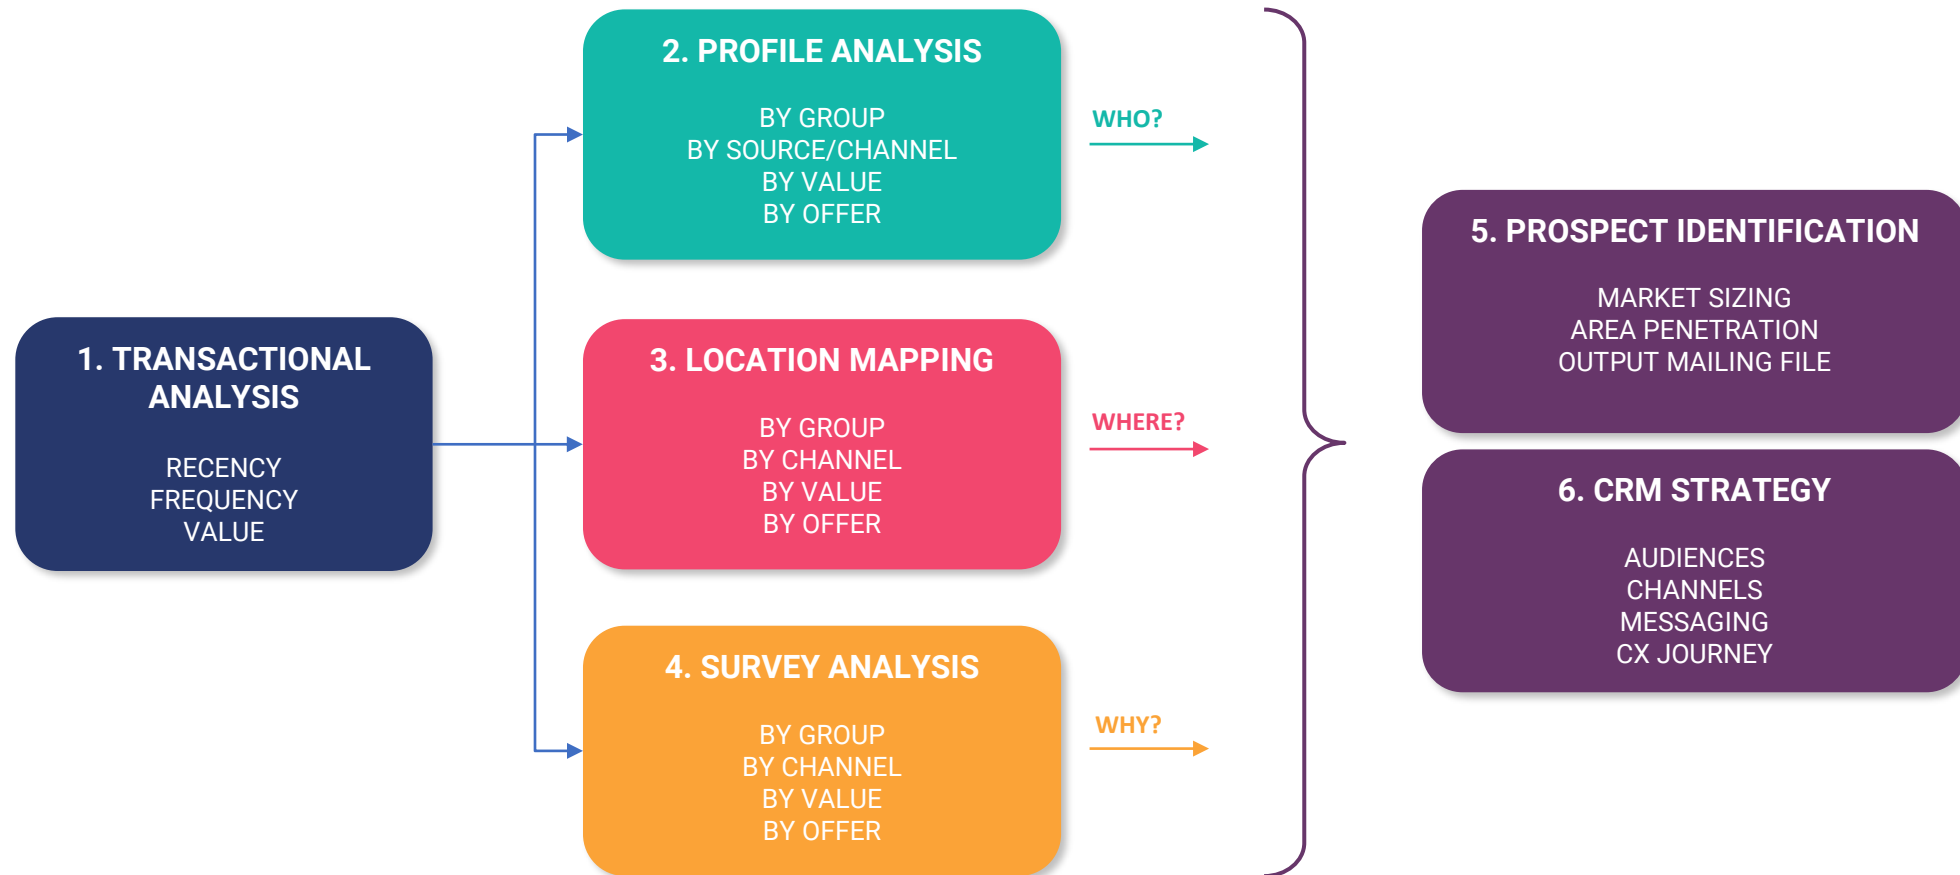 1. TRANSACTIONAL
ANALYSIS
RECENCY
FREQUENCY
VALUE
2. PROFILE ANALYSIS
BY GROUP
BY SOURCE/CHANNEL
BY VALUE
BY OFFER
WHO?
3. LOCATION MAPPING
BY GROUP
BY CHANNEL
BY VALUE
BY OFFER
WHERE?
4. SURVEY ANALYSIS
BY GROUP
BY CHANNEL
BY VALUE
BY OFFER
WHY?
5. PROSPECT IDENTIFICATION
MARKET SIZING
AREA PENETRATION
OUTPUT MAILING FILE
6. CRM STRATEGY
AUDIENCES
CHANNELS
MESSAGING
CX JOURNEY